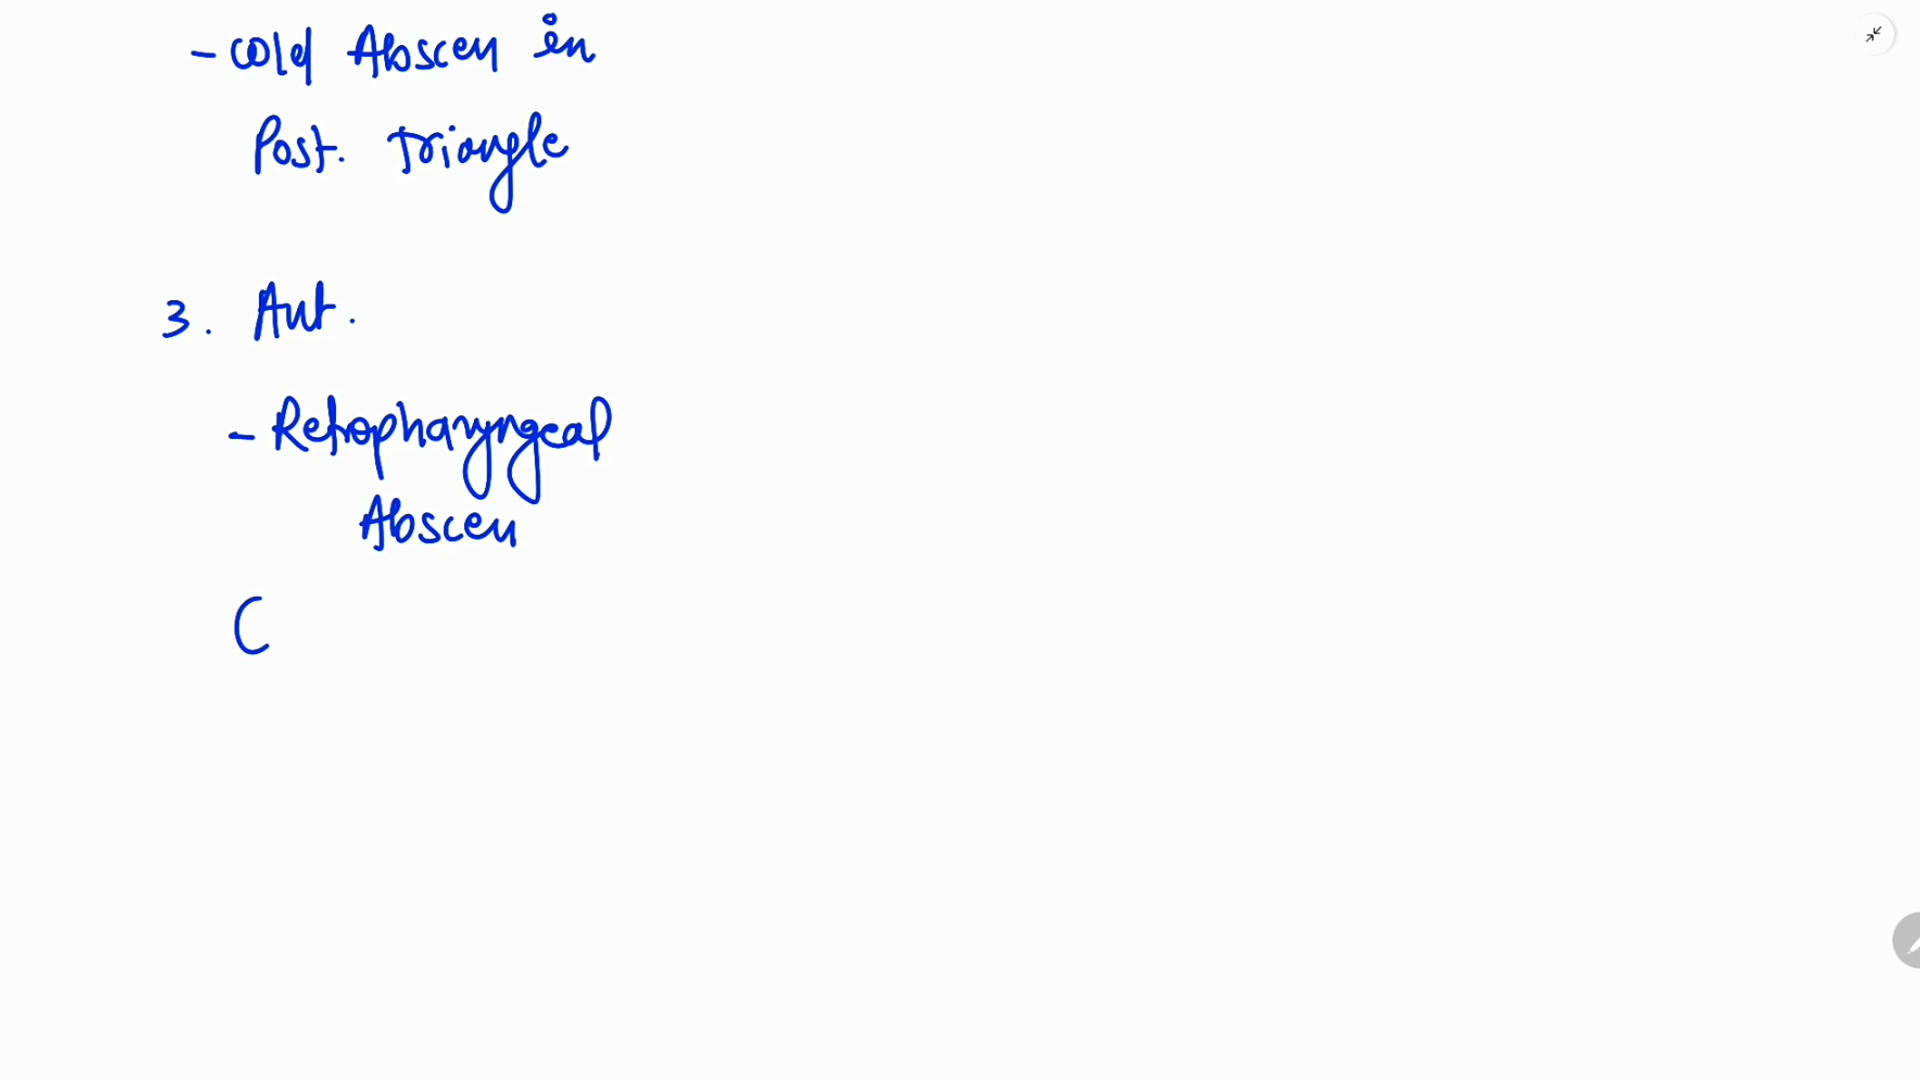 - Cold Abscess in
Post. Triangle
3. Ant.
- Retropharyngeal
Abscess
C